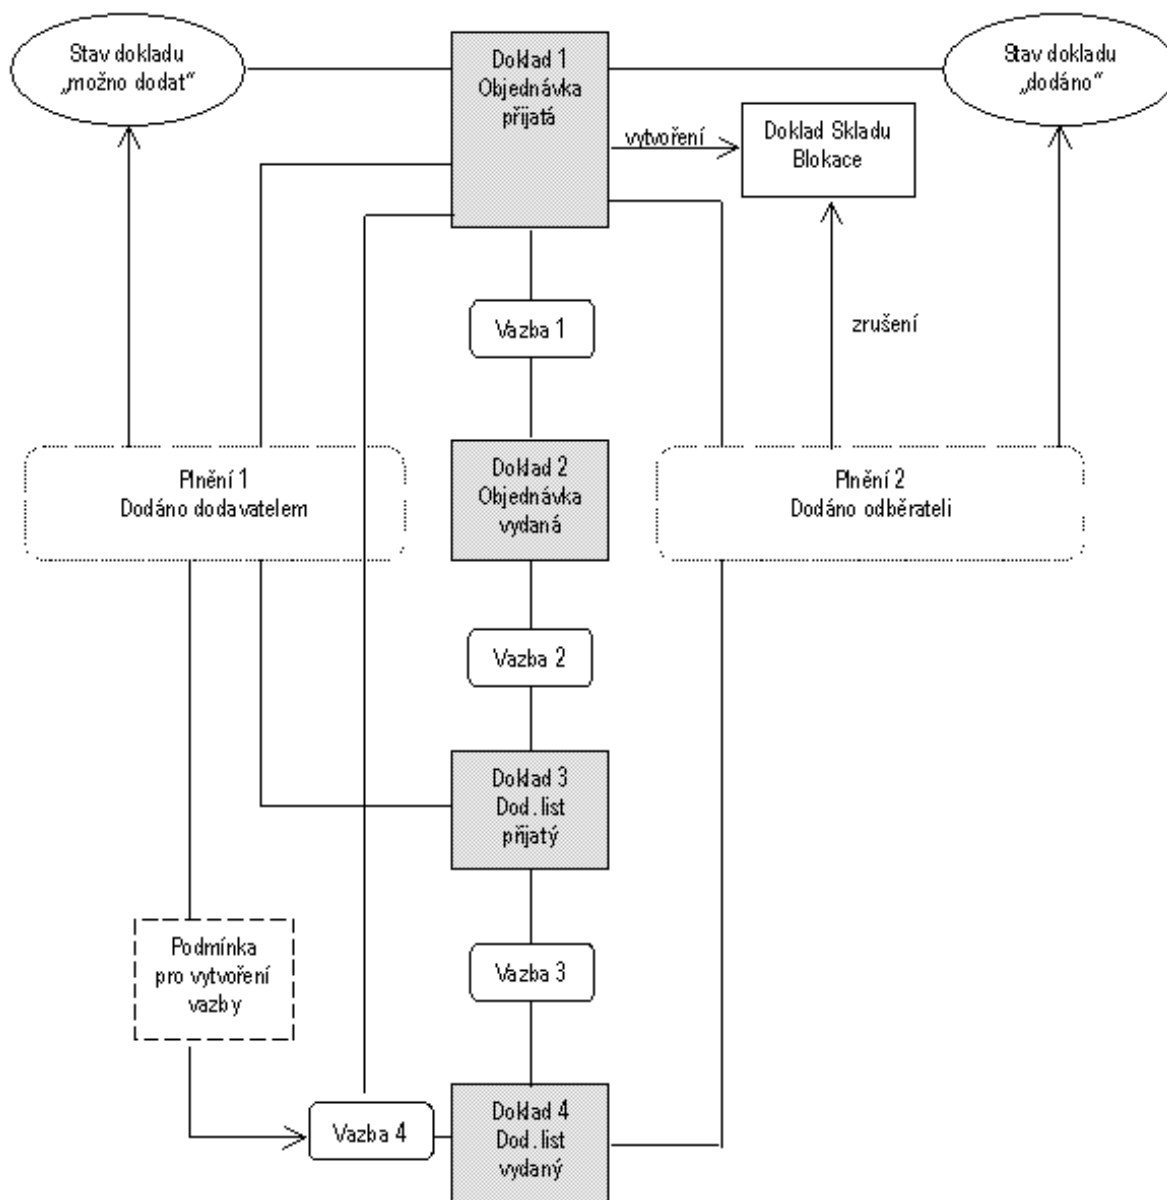 Stav dokladu
„možno dodat“
Doklad 1
Objednávka
přijatá
Stav dokladu
„dodáno“
vytvoření
Doklad Skladu
Blokace
Vazba 1
zrušení
Plnění 1
Dodáno dodavatelem
Doklad 2
Objednávka
vydaná
Plnění 2
Dodáno odběrateli
Vazba 2
Doklad 3
Dod. list
přijatý
Podmínka
pro vytvoření
vazby
Vazba 3
Vazba 4
Doklad 4
Dod. list
vydaný